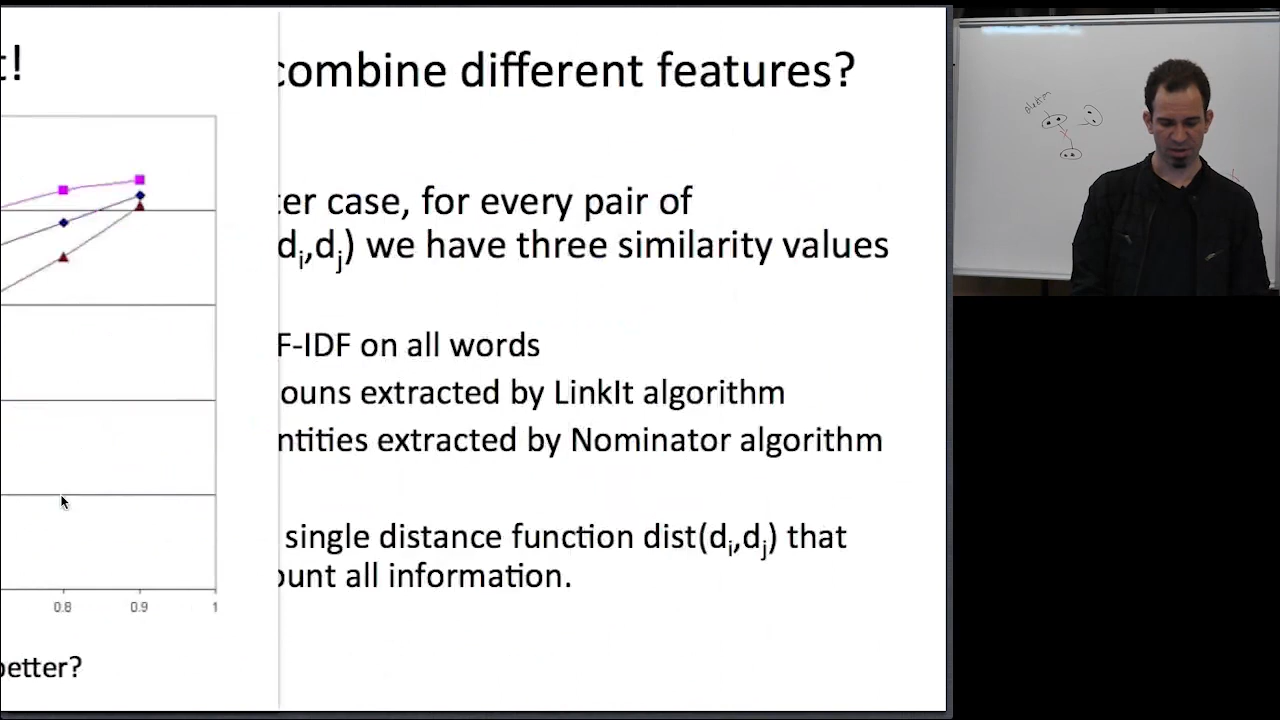 t!
combine different features?
ter case, for every pair of
di,dj) we have three similarity values
F-IDF on all words
ouns extracted by LinkIt algorithm
ntities extracted by Nominator algorithm
single distance function dist(di,dj) that
ount all information.
0.8 0.9 1
better?